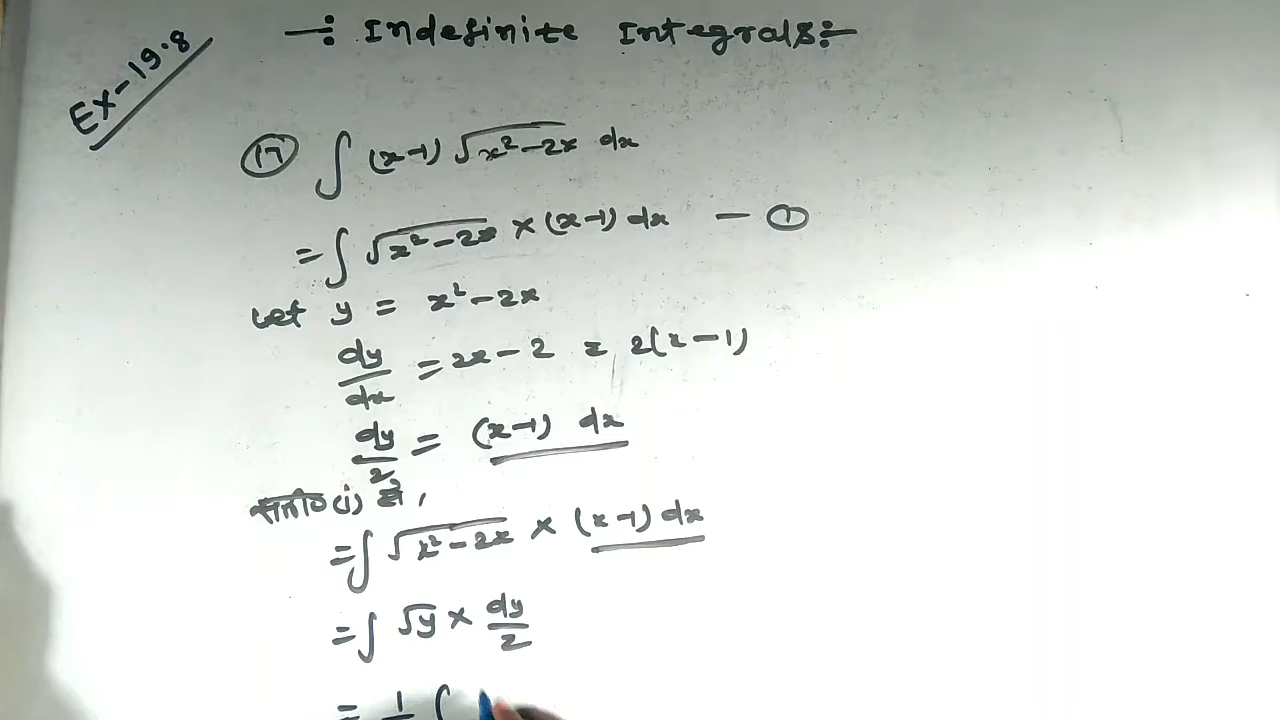 -: Indefinite Integrals:-
EX-19.8
(17) ∫ (x-1) √(x²-2x) dx
= ∫ √(x²-2x) × (x-1) dx — (1)
Let y = x²-2x
dy/dx = 2x-2 = 2(x-1)
dy/2 = (x-1) dx
समी० (i) से,
= ∫ √(x²-2x) × (x-1) dx
= ∫ √y × dy/2
= 1/ ∫